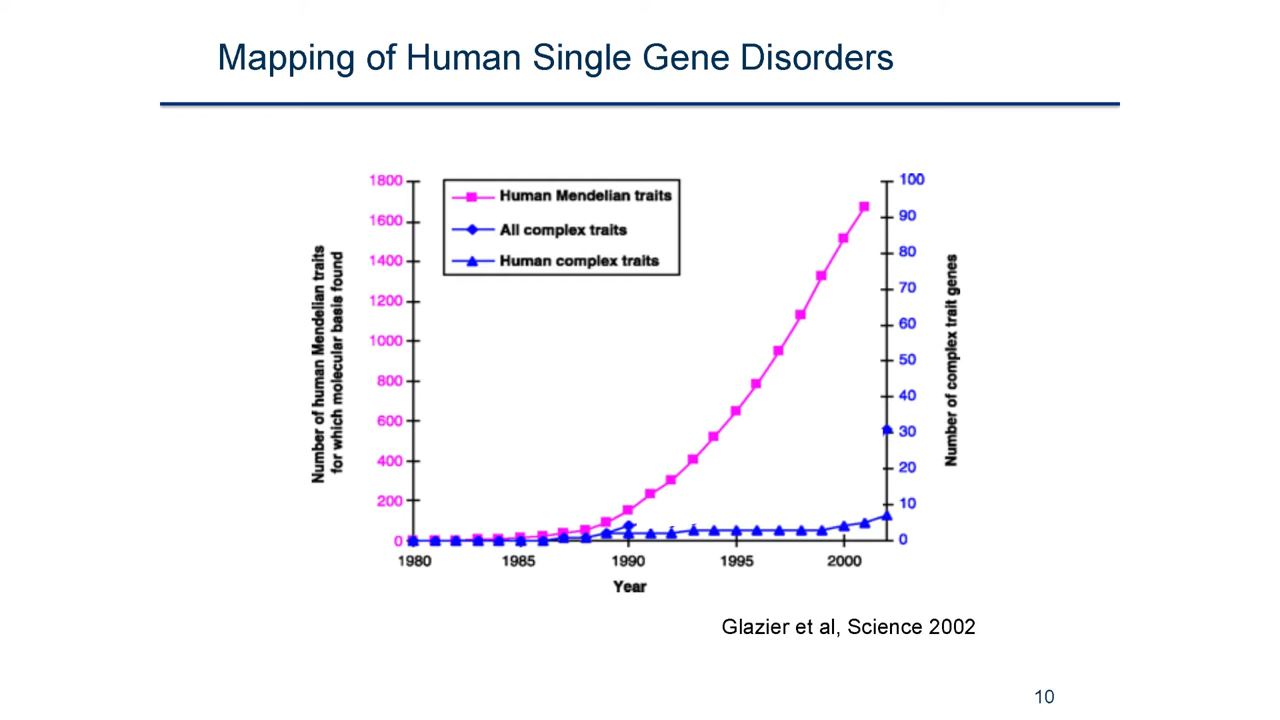 Mapping of Human Single Gene Disorders
Number of human Mendelian traits
for which molecular basis found
1800
1600
1400
1200
1000
800
600
400
200
0
Human Mendelian traits
All complex traits
Human complex traits
100
90
80
70
60
50
40
30
20
10
0
Number of complex trait genes
1980 1985 1990 1995 2000
Year
Glazier et al, Science 2002
10